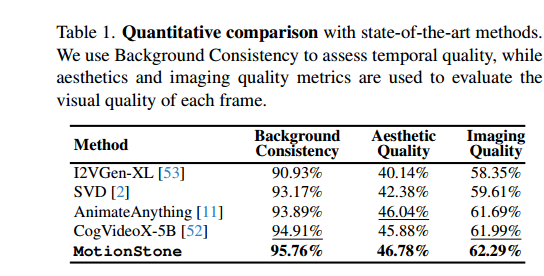 Table 1. Quantitative comparison with state-of-the-art methods.
We use Background Consistency to assess temporal quality, while
aesthetics and imaging quality metrics are used to evaluate the
visual quality of each frame.
Method Background Consistency Aesthetic Quality Imaging Quality
I2VGen-XL [53] 90.93% 40.14% 58.35%
SVD [2] 93.17% 42.38% 59.61%
AnimateAnything [11] 93.89% 46.04% 61.69%
CogVideoX-5B [52] 94.91% 45.88% 61.99%
MotionStone 95.76% 46.78% 62.29%